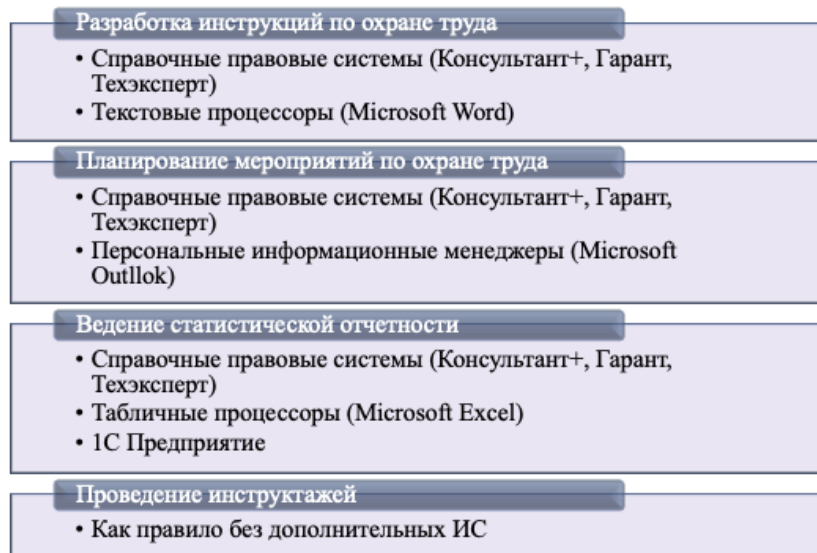 Разработка инструкций по охране труда
• Справочные правовые системы (Консультант+, Гарант,
Техэксперт)
• Текстовые процессоры (Microsoft Word)
Планирование мероприятий по охране труда
• Справочные правовые системы (Консультант+, Гарант,
Техэксперт)
• Персональные информационные менеджеры (Microsoft
Outllok)
Ведение статистической отчетности
• Справочные правовые системы (Консультант+, Гарант,
Техэксперт)
• Табличные процессоры (Microsoft Excel)
• 1С Предприятие
Проведение инструктажей
• Как правило без дополнительных ИС